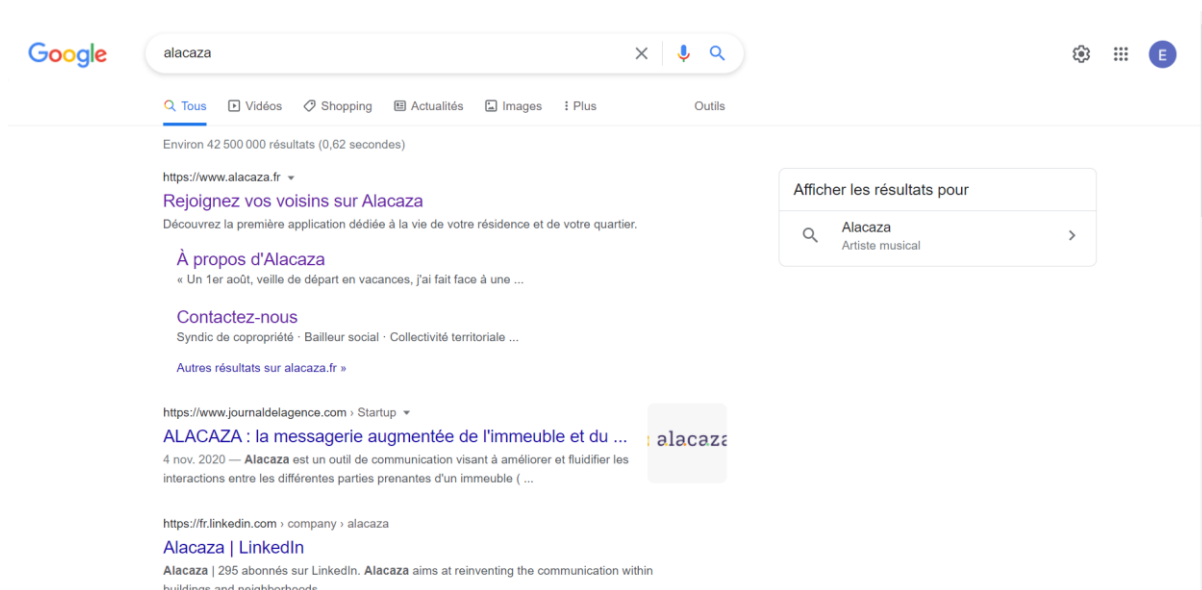 Google
alacaza
E
Tous Vidéos Shopping Actualités Images Plus Outils
Environ 42 500 000 résultats (0,62 secondes)
https://www.alacaza.fr
Rejoignez vos voisins sur Alacaza
Découvrez la première application dédiée à la vie de votre résidence et de votre quartier.
À propos d'Alacaza
« Un 1er août, veille de départ en vacances, j'ai fait face à une ...
Contactez-nous
Syndic de copropriété · Bailleur social · Collectivité territoriale ...
Autres résultats sur alacaza.fr »
https://www.journaldelagence.com › Startup
ALACAZA : la messagerie augmentée de l'immeuble et du ...
4 nov. 2020 — Alacaza est un outil de communication visant à améliorer et fluidifier les
interactions entre les différentes parties prenantes d'un immeuble ( ...
alacaza
https://fr.linkedin.com › company › alacaza
Alacaza | LinkedIn
Alacaza | 295 abonnés sur LinkedIn. Alacaza aims at reinventing the communication within
buildings and neighborhoods
Afficher les résultats pour
Alacaza
Artiste musical